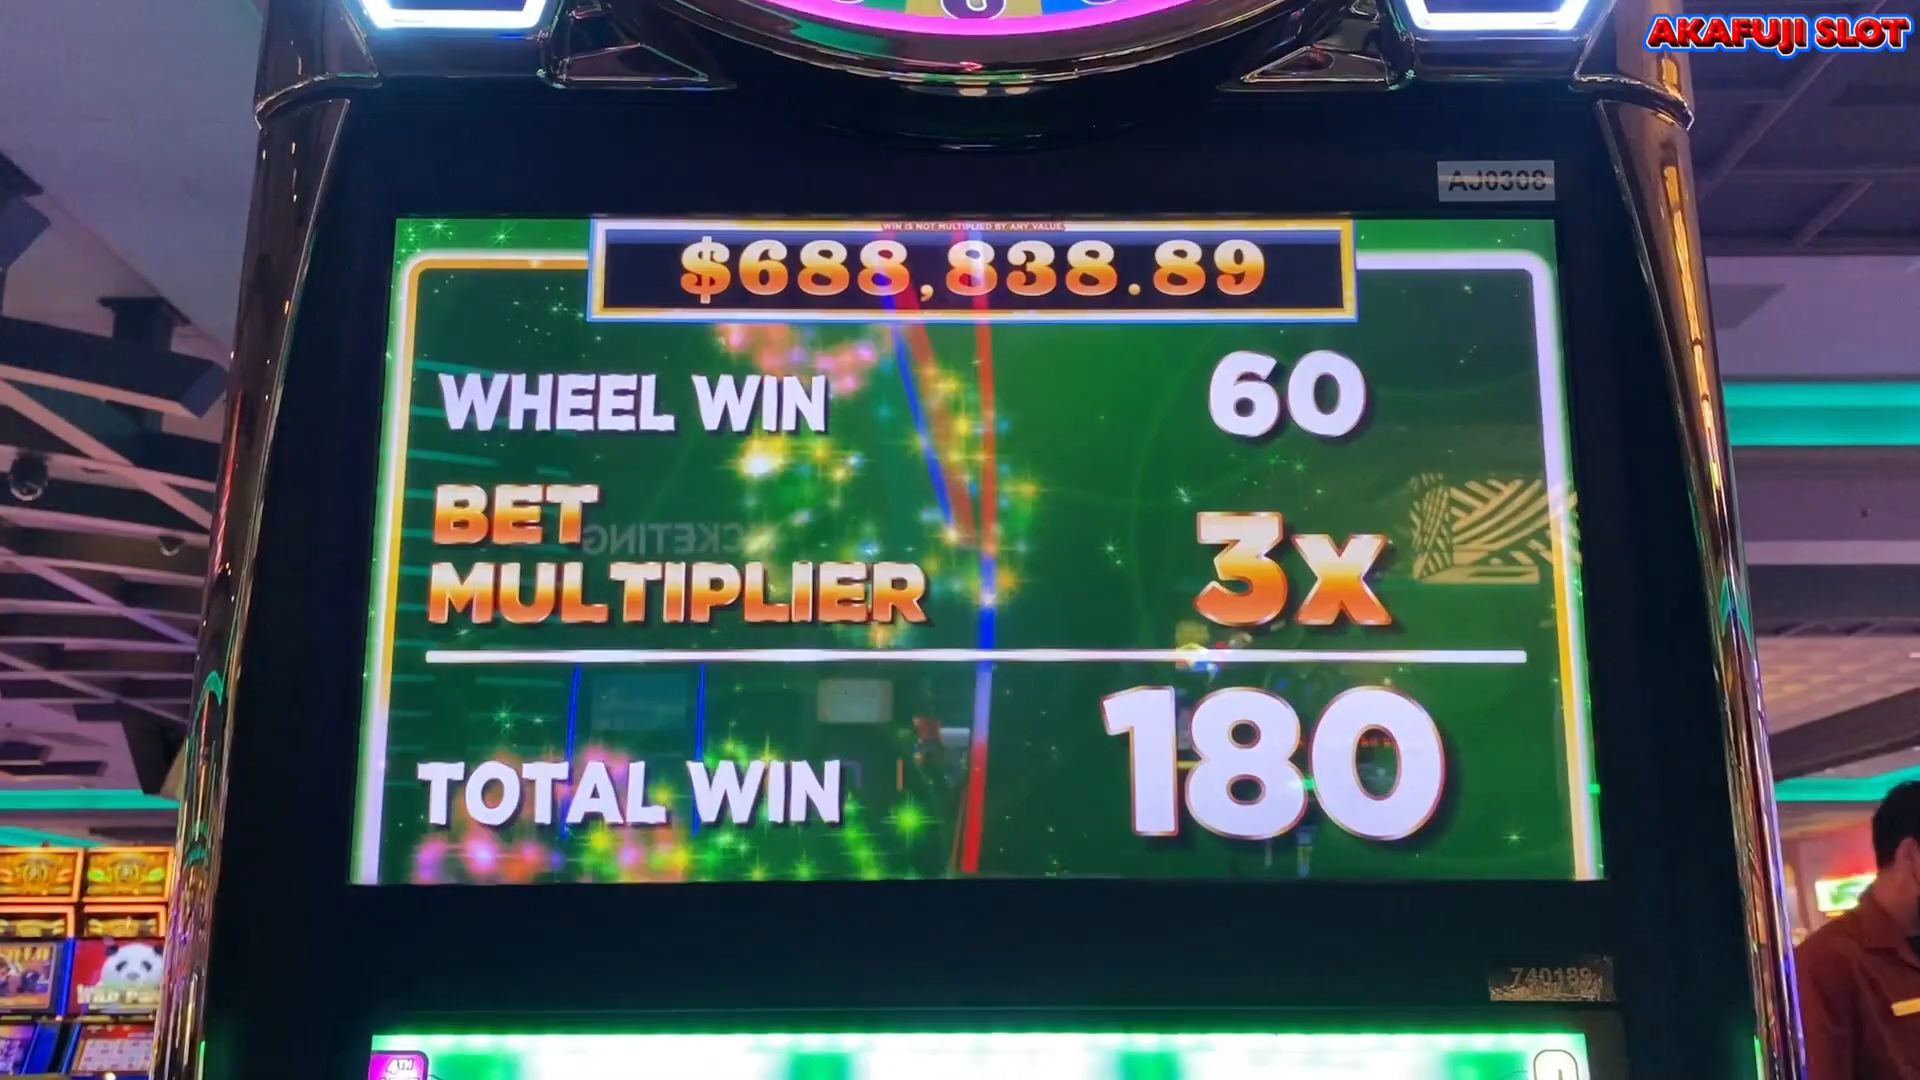 AKAFUJI SLOT
AJ0308
WIN IS NOT MULTIPLIED BY ANY VALUE
$688,838.89
WHEEL WIN 60
BET
MULTIPLIER 3x
TOTAL WIN 180
740189
4TH